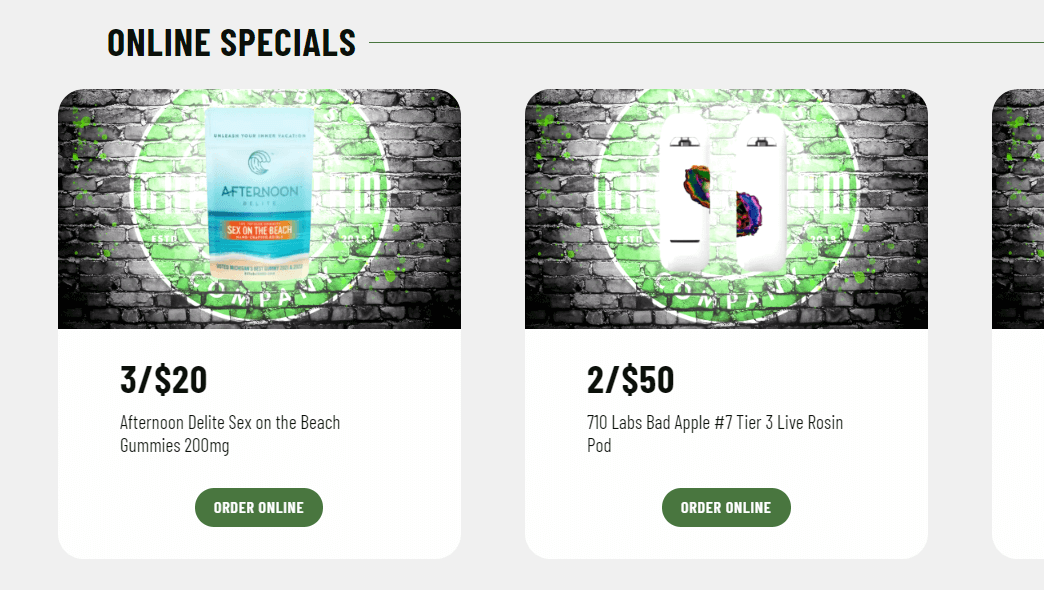 ONLINE SPECIALS
UNLEASH YOUR INNER VACATION
AFTERNOON
DELITE
SEX ON THE BEACH
COMPAN
3/$20
Afternoon Delite Sex on the Beach
Gummies 200mg
ORDER ONLINE
COMPAN
2/$50
710 Labs Bad Apple #7 Tier 3 Live Rosin
Pod
ORDER ONLINE